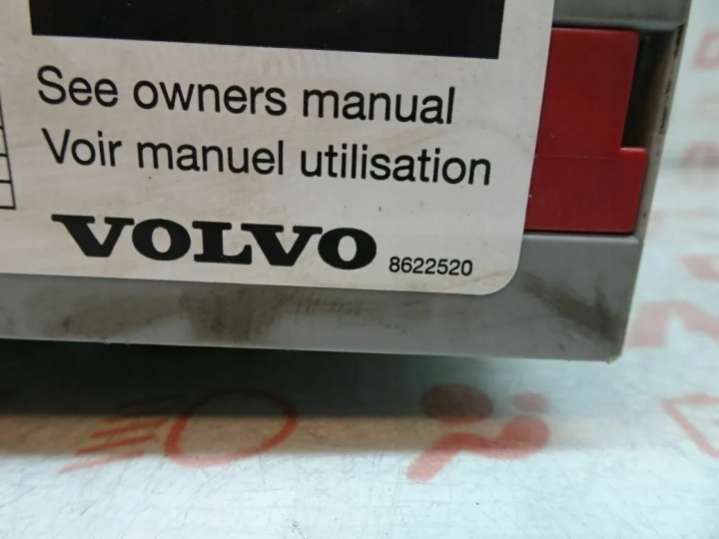 See owners manual
Voir manuel utilisation
VOLVO 8622520